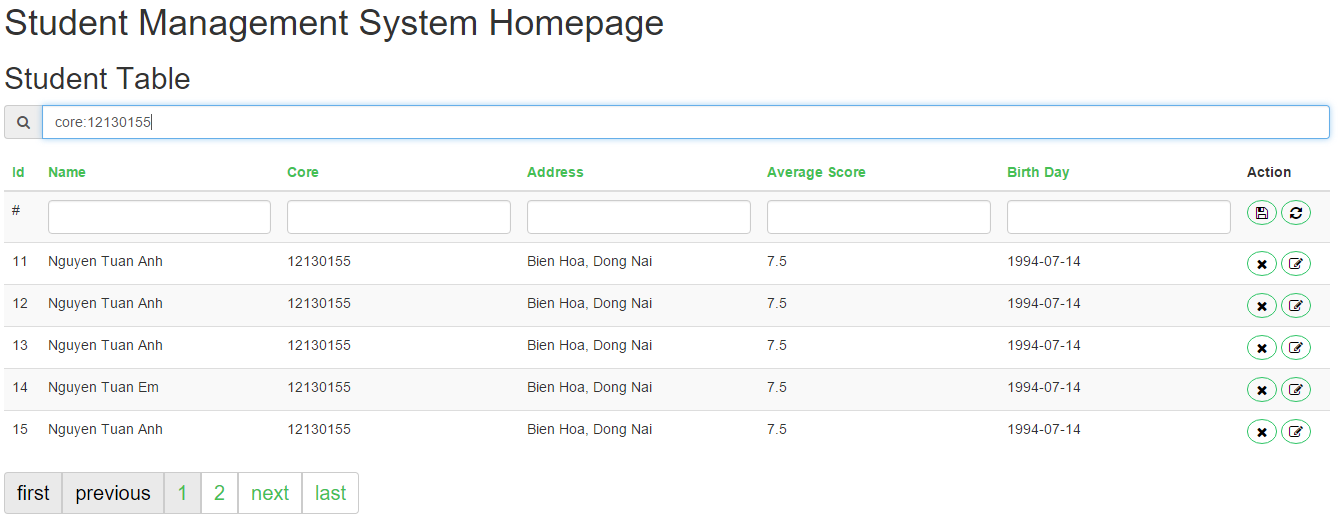 Student Management System Homepage
Student Table
core:12130155
Id Name Core Address Average Score Birth Day Action
#
11 Nguyen Tuan Anh 12130155 Bien Hoa, Dong Nai 7.5 1994-07-14
12 Nguyen Tuan Anh 12130155 Bien Hoa, Dong Nai 7.5 1994-07-14
13 Nguyen Tuan Anh 12130155 Bien Hoa, Dong Nai 7.5 1994-07-14
14 Nguyen Tuan Em 12130155 Bien Hoa, Dong Nai 7.5 1994-07-14
15 Nguyen Tuan Anh 12130155 Bien Hoa, Dong Nai 7.5 1994-07-14
first previous 1 2 next last